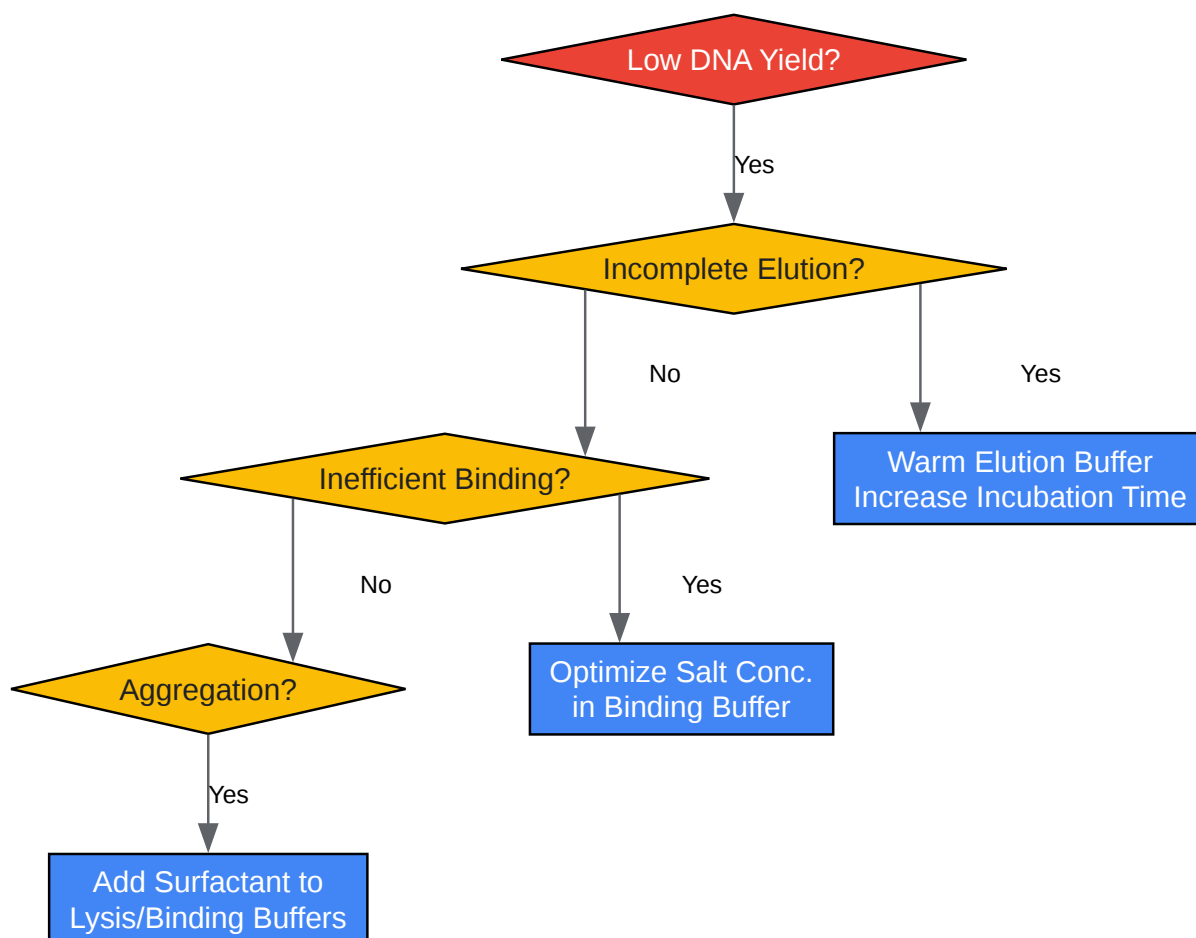 Low DNA Yield?
Yes
Incomplete Elution?
No
Yes
Inefficient Binding?
Warm Elution Buffer
Increase Incubation Time
No
Yes
Aggregation?
Optimize Salt Conc.
in Binding Buffer
Yes
Add Surfactant to
Lysis/Binding Buffers